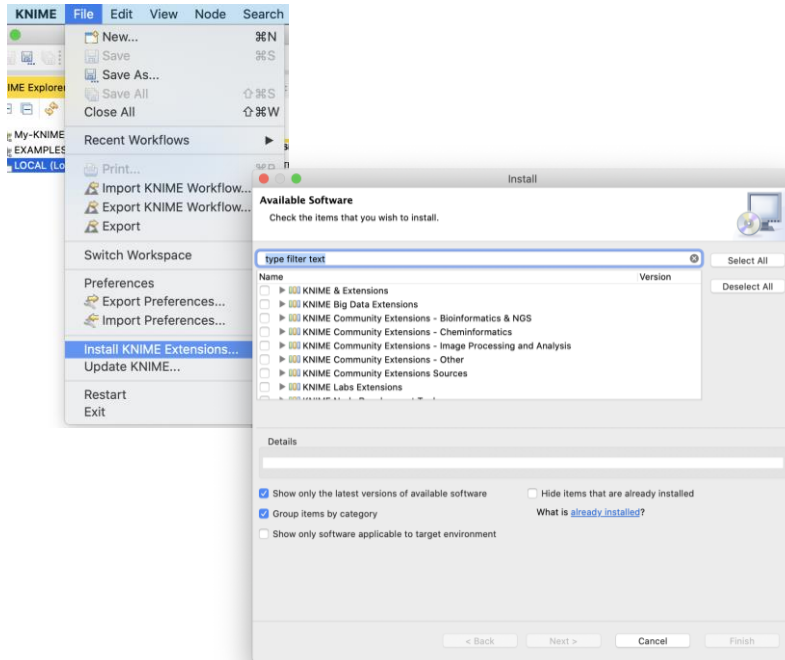 KNIME File Edit View Node Search
New... ⌘N
Save ⌘S
Save As...
Save All ⇧⌘S
Close All ⇧⌘W
Recent Workflows ▶
Print...
Import KNIME Workflow...
Export KNIME Workflow...
Export
Switch Workspace
Preferences
Export Preferences...
Import Preferences...
Install KNIME Extensions...
Update KNIME...
Restart
Exit
My-KNIME
EXAMPLES
LOCAL
Install
Available Software
Check the items that you wish to install.
type filter text
Select All
Name Version
Deselect All
KNIME & Extensions
KNIME Big Data Extensions
KNIME Community Extensions - Bioinformatics & NGS
KNIME Community Extensions - Cheminformatics
KNIME Community Extensions - Image Processing and Analysis
KNIME Community Extensions - Other
KNIME Community Extensions Sources
KNIME Labs Extensions
Details
Show only the latest versions of available software Hide items that are already installed
Group items by category What is already installed?
Show only software applicable to target environment
< Back Next > Cancel Finish